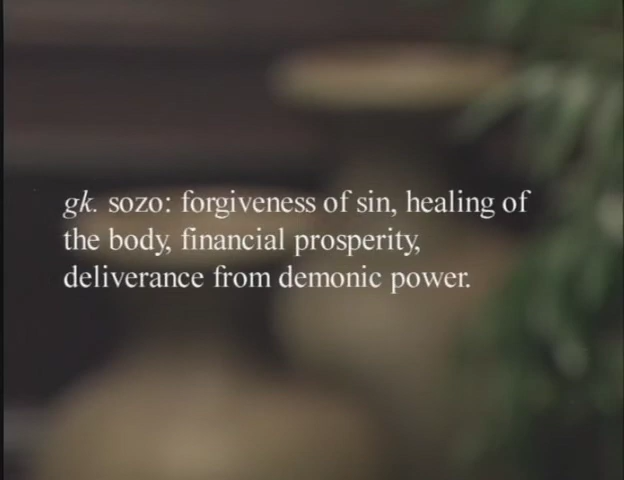 gk. sozo: forgiveness of sin, healing of
the body, financial prosperity,
deliverance from demonic power.